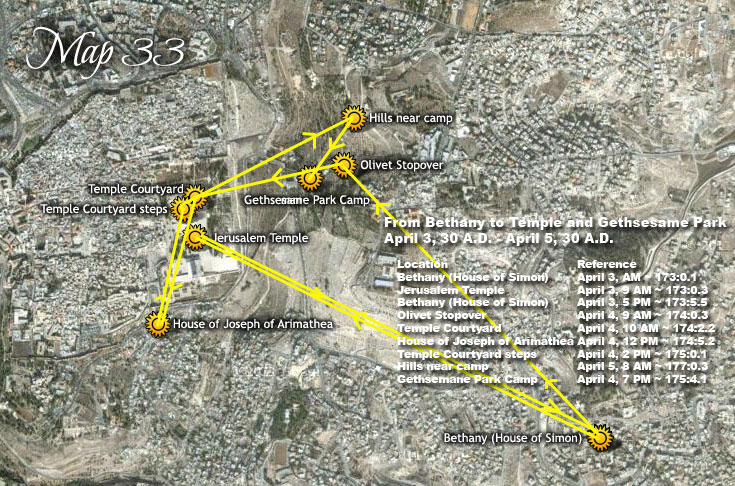 Map 33
Hills near camp
Olivet Stopover
Temple Courtyard
Gethsemane Park Camp
Temple Courtyard steps
Jerusalem Temple
House of Joseph of Arimathea
Bethany (House of Simon)
From Bethany to Temple and Gethsesame Park
April 3, 30 A.D. - April 5, 30 A.D.
Location Reference
Bethany (House of Simon) April 3, AM ~ 173:0.1
Jerusalem Temple April 3, 9 AM ~ 173:0.3
Bethany (House of Simon) April 3, 5 PM ~ 173:5.5
Olivet Stopover April 4, 9 AM ~ 174:0.3
Temple Courtyard April 4, 10 AM ~ 174:2.2
House of Joseph of Arimathea April 4, 12 PM ~ 174:5.2
Temple Courtyard steps April 4, 2 PM ~ 175:0.1
Hills near camp April 5, 8 AM ~ 177:0.3
Gethsemane Park Camp April 4, 7 PM ~ 175:4.1